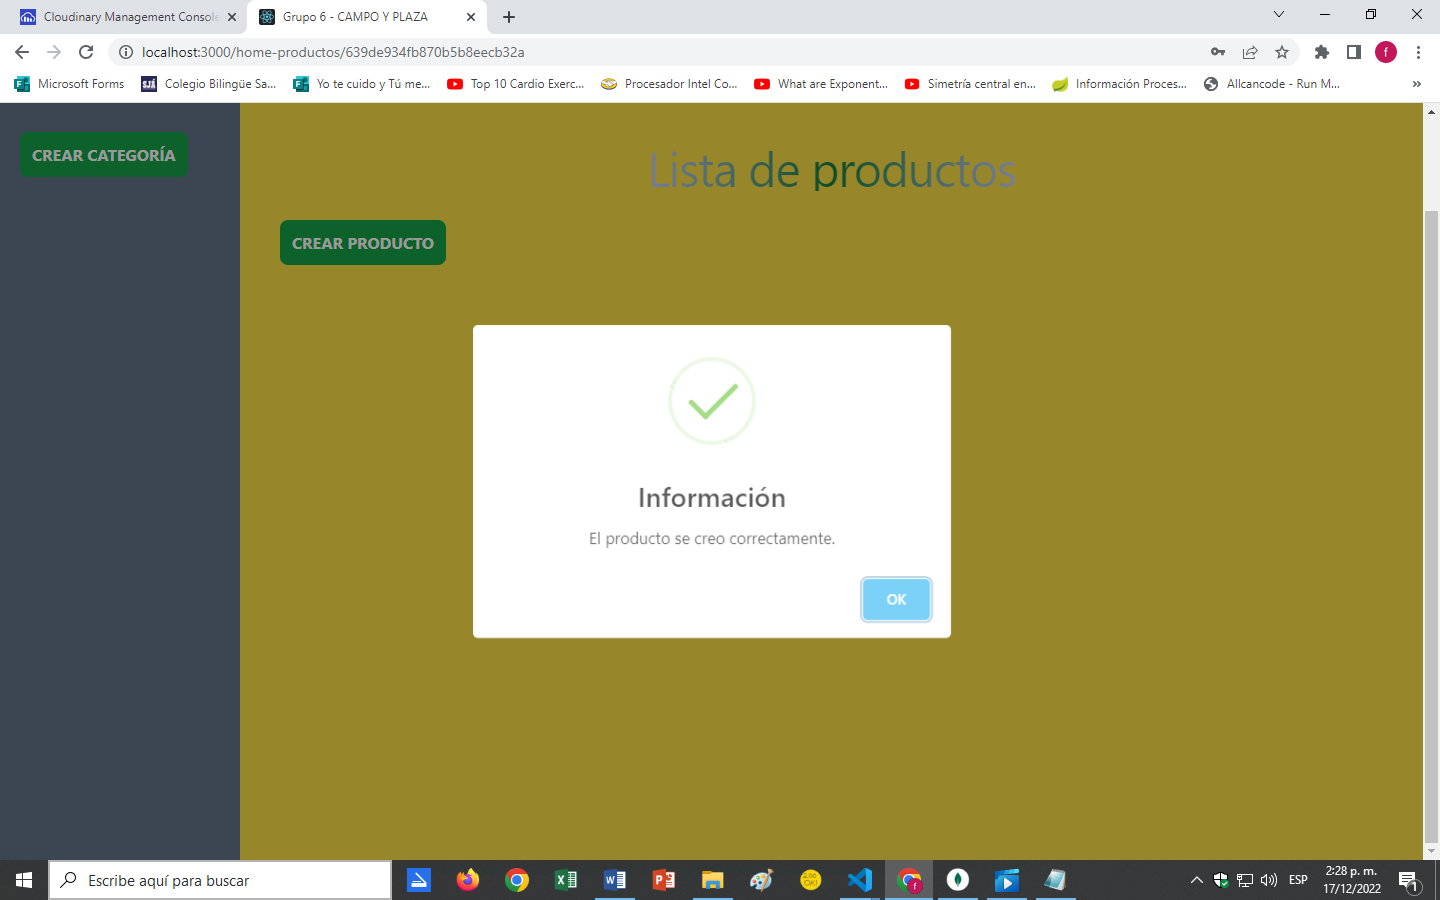 Cloudinary Management Console
Grupo 6 - CAMPO Y PLAZA
localhost:3000/home-productos/639de934fb870b5b8eecb32a
f
Microsoft Forms
SJA
Colegio Bilingüe Sa...
Yo te cuido y Tú me...
Top 10 Cardio Exerc...
Procesador Intel Co...
What are Exponent...
Simetría central en...
Información Proces...
Allcancode - Run M...
»
CREAR CATEGORÍA
Lista de productos
CREAR PRODUCTO
Información
El producto se creo correctamente.
OK
Escribe aquí para buscar
ESP
2:28 p. m.
17/12/2022
1